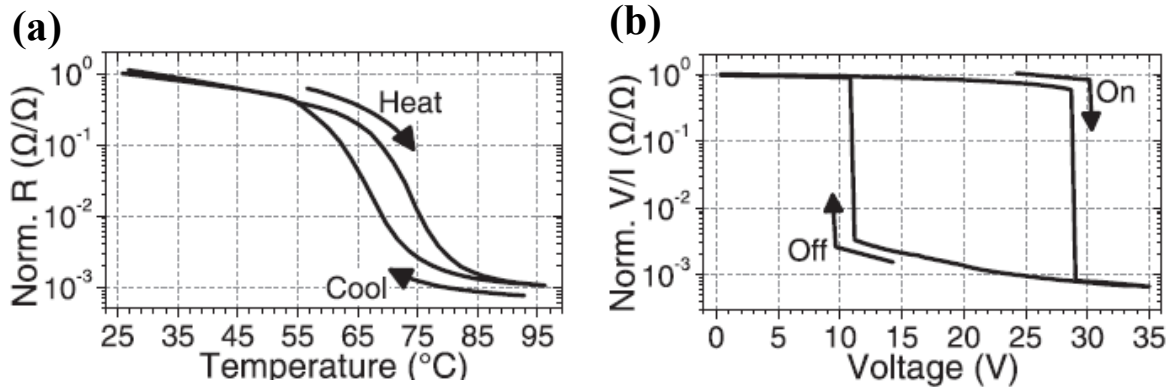 (a)
Norm. R (Ω/Ω)
10⁰
10⁻¹
10⁻²
10⁻³
Heat
Cool
25 35 45 55 65 75 85 95
Temperature (°C)
(b)
Norm. V/I (Ω/Ω)
10⁰
10⁻¹
10⁻²
10⁻³
On
Off
0 5 10 15 20 25 30 35
Voltage (V)